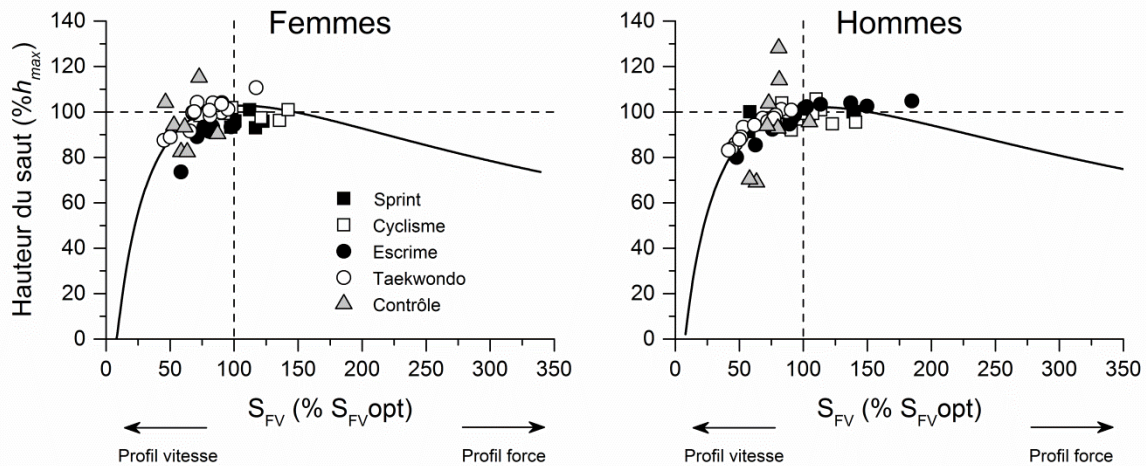 Femmes
Hauteur du saut (%hmax)
140
120
100
80
60
40
20
0
Sprint
Cyclisme
Escrime
Taekwondo
Contrôle
0 50 100 150 200 250 300 350
SFV (% SFVopt)
Profil vitesse Profil force
Hommes
140
120
100
80
60
40
20
0
0 50 100 150 200 250 300 350
SFV (% SFVopt)
Profil vitesse Profil force